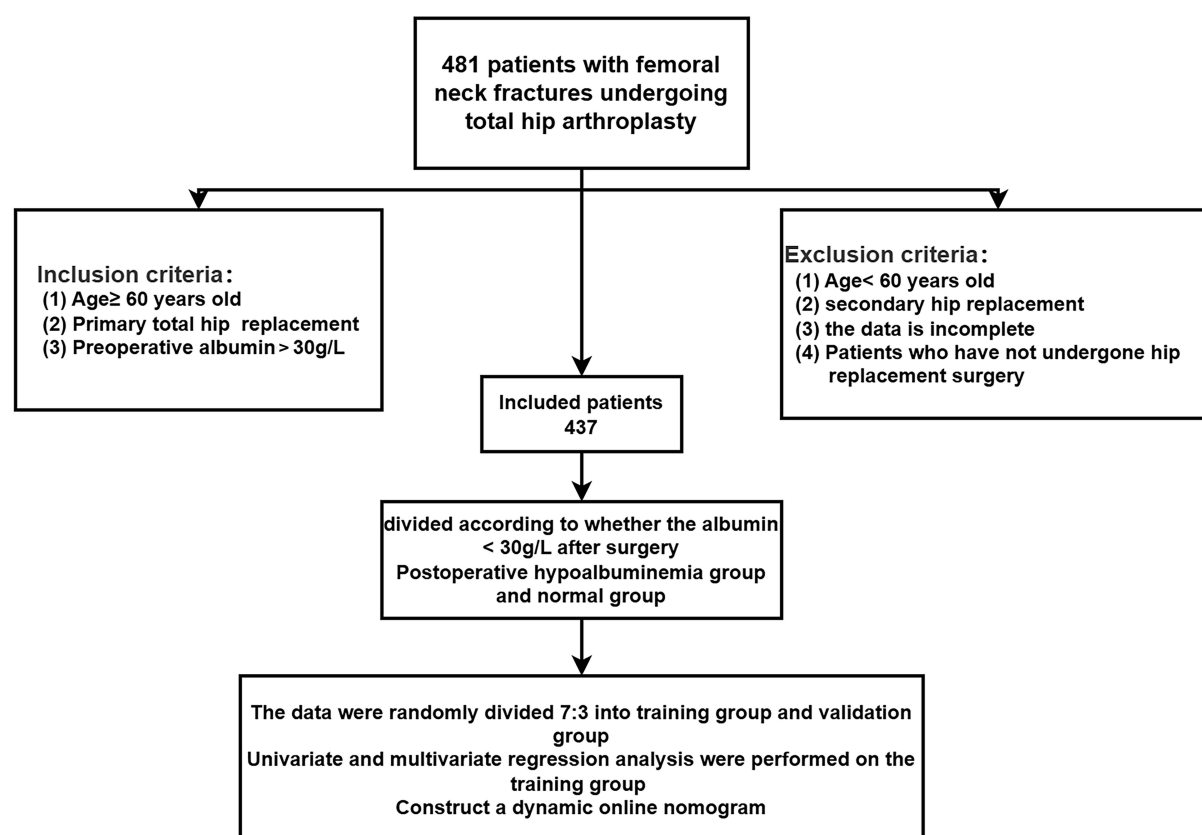 481 patients with femoral
neck fractures undergoing
total hip arthroplasty
Inclusion criteria:
(1) Age≥ 60 years old
(2) Primary total hip replacement
(3) Preoperative albumin > 30g/L
Exclusion criteria:
(1) Age< 60 years old
(2) secondary hip replacement
(3) the data is incomplete
(4) Patients who have not undergone hip
replacement surgery
Included patients
437
divided according to whether the albumin
< 30g/L after surgery
Postoperative hypoalbuminemia group
and normal group
The data were randomly divided 7:3 into training group and validation
group
Univariate and multivariate regression analysis were performed on the
training group
Construct a dynamic online nomogram